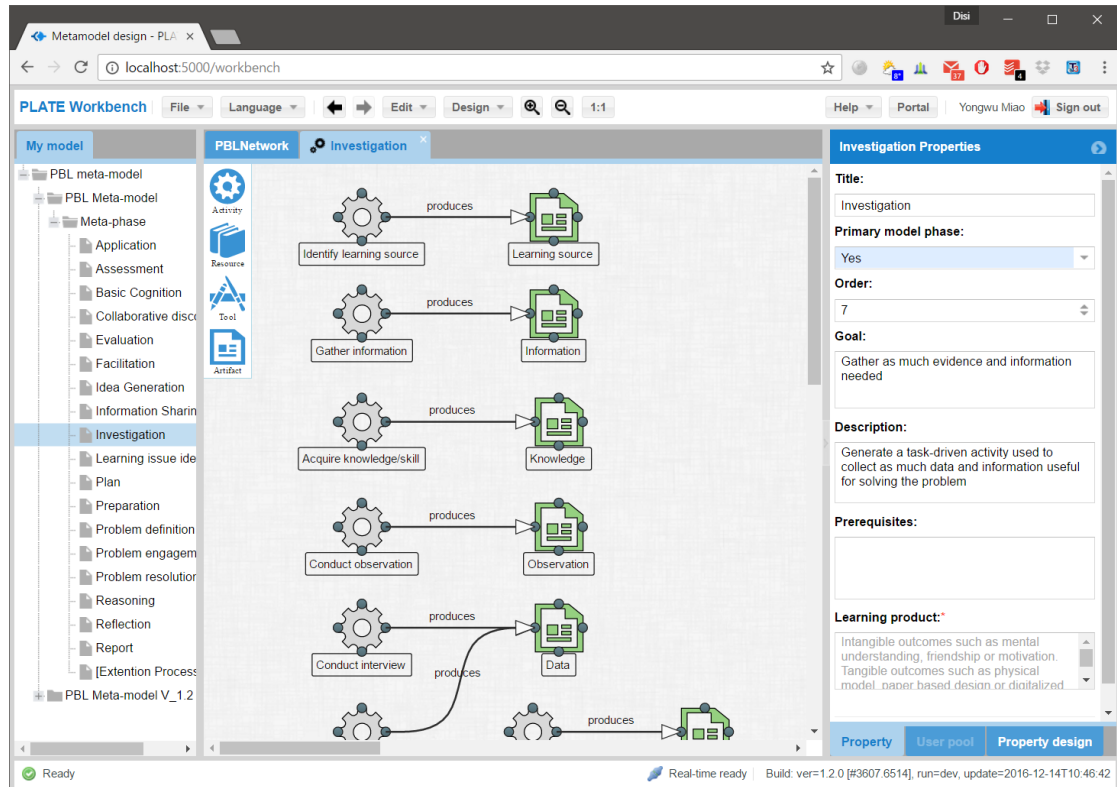 Disi
Metamodel design - PLA
localhost:5000/workbench
8°
37
4
PLATE Workbench File Language Edit Design 1:1 Help Portal Yongwu Miao Sign out
My model
PBL meta-model
PBL Meta-model
Meta-phase
Application
Assessment
Basic Cognition
Collaborative disco
Evaluation
Facilitation
Idea Generation
Information Sharin
Investigation
Learning issue ide
Plan
Preparation
Problem definition
Problem engagem
Problem resolution
Reasoning
Reflection
Report
[Extention Process
PBL Meta-model V_1.2
PBLNetwork Investigation
Activity
Resource
Tool
Artifact
produces
Identify learning source Learning source
produces
Gather information Information
produces
Acquire knowledge/skill Knowledge
produces
Conduct observation Observation
produces
Conduct interview Data
produces
produces
Investigation Properties
Title:
Investigation
Primary model phase:
Yes
Order:
7
Goal:
Gather as much evidence and information
needed
Description:
Generate a task-driven activity used to
collect as much data and information useful
for solving the problem
Prerequisites:
Learning product:*
Intangible outcomes such as mental
understanding, friendship or motivation.
Tangible outcomes such as physical
model, paper based design or digitalized
Property User pool Property design
Ready
Real-time ready Build: ver=1.2.0 [#3607.6514], run=dev, update=2016-12-14T10:46:42